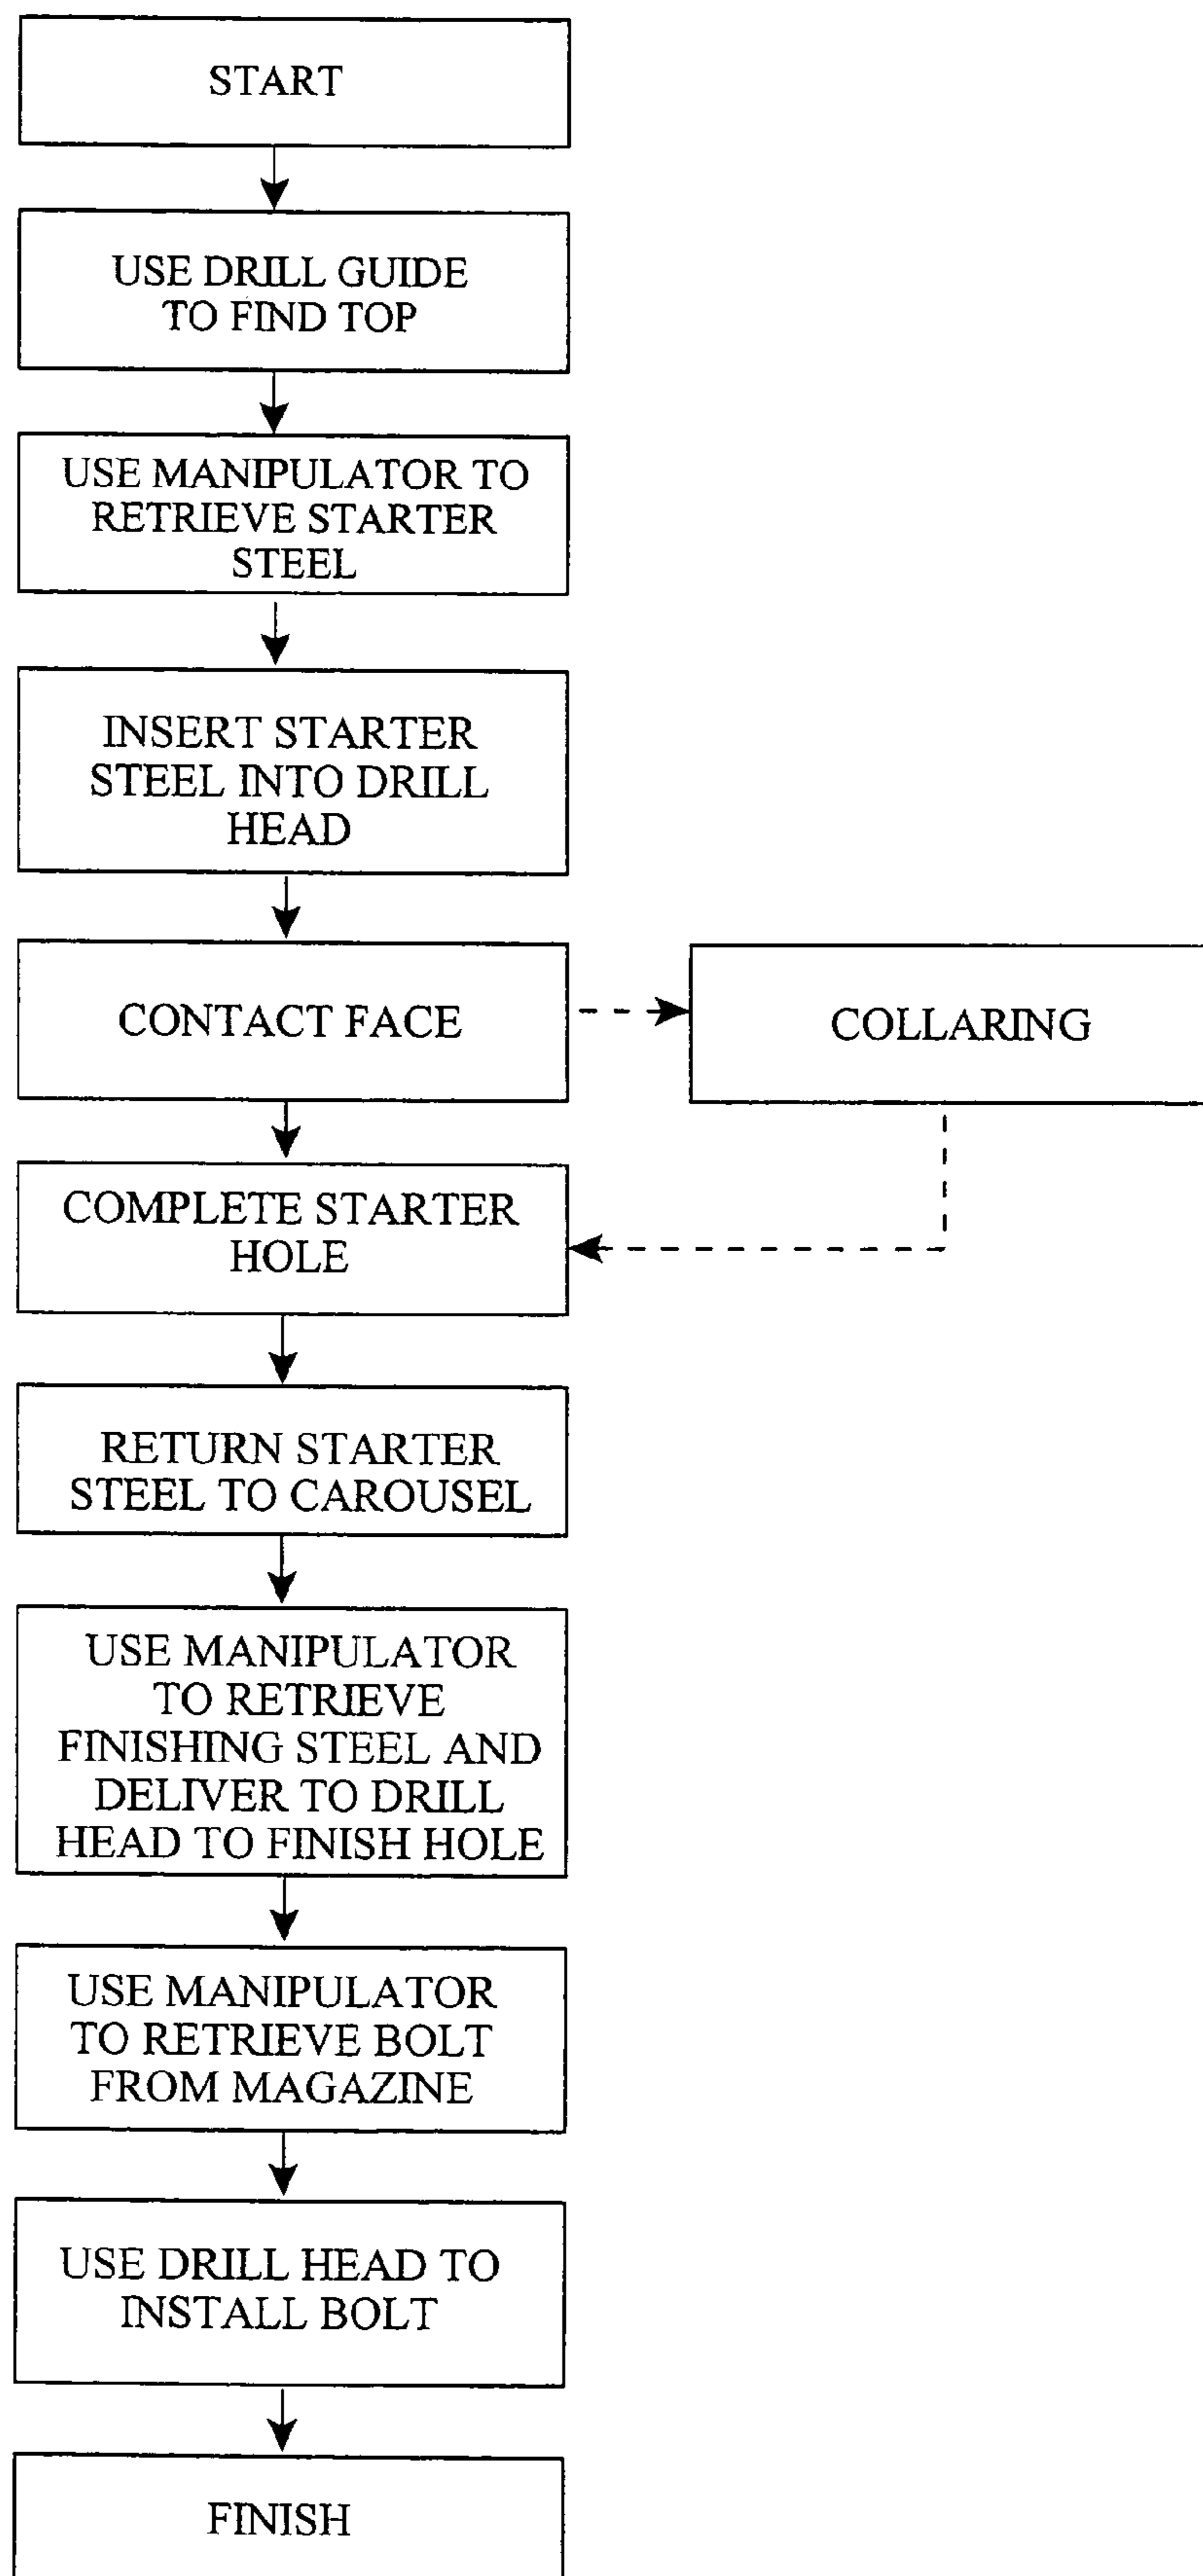 START
USE DRILL GUIDE
TO FIND TOP
USE MANIPULATOR TO
RETRIEVE STARTER
STEEL
INSERT STARTER
STEEL INTO DRILL
HEAD
CONTACT FACE
COLLARING
COMPLETE STARTER
HOLE
RETURN STARTER
STEEL TO CAROUSEL
USE MANIPULATOR
TO RETRIEVE
FINISHING STEEL AND
DELIVER TO DRILL
HEAD TO FINISH HOLE
USE MANIPULATOR
TO RETRIEVE BOLT
FROM MAGAZINE
USE DRILL HEAD TO
INSTALL BOLT
FINISH